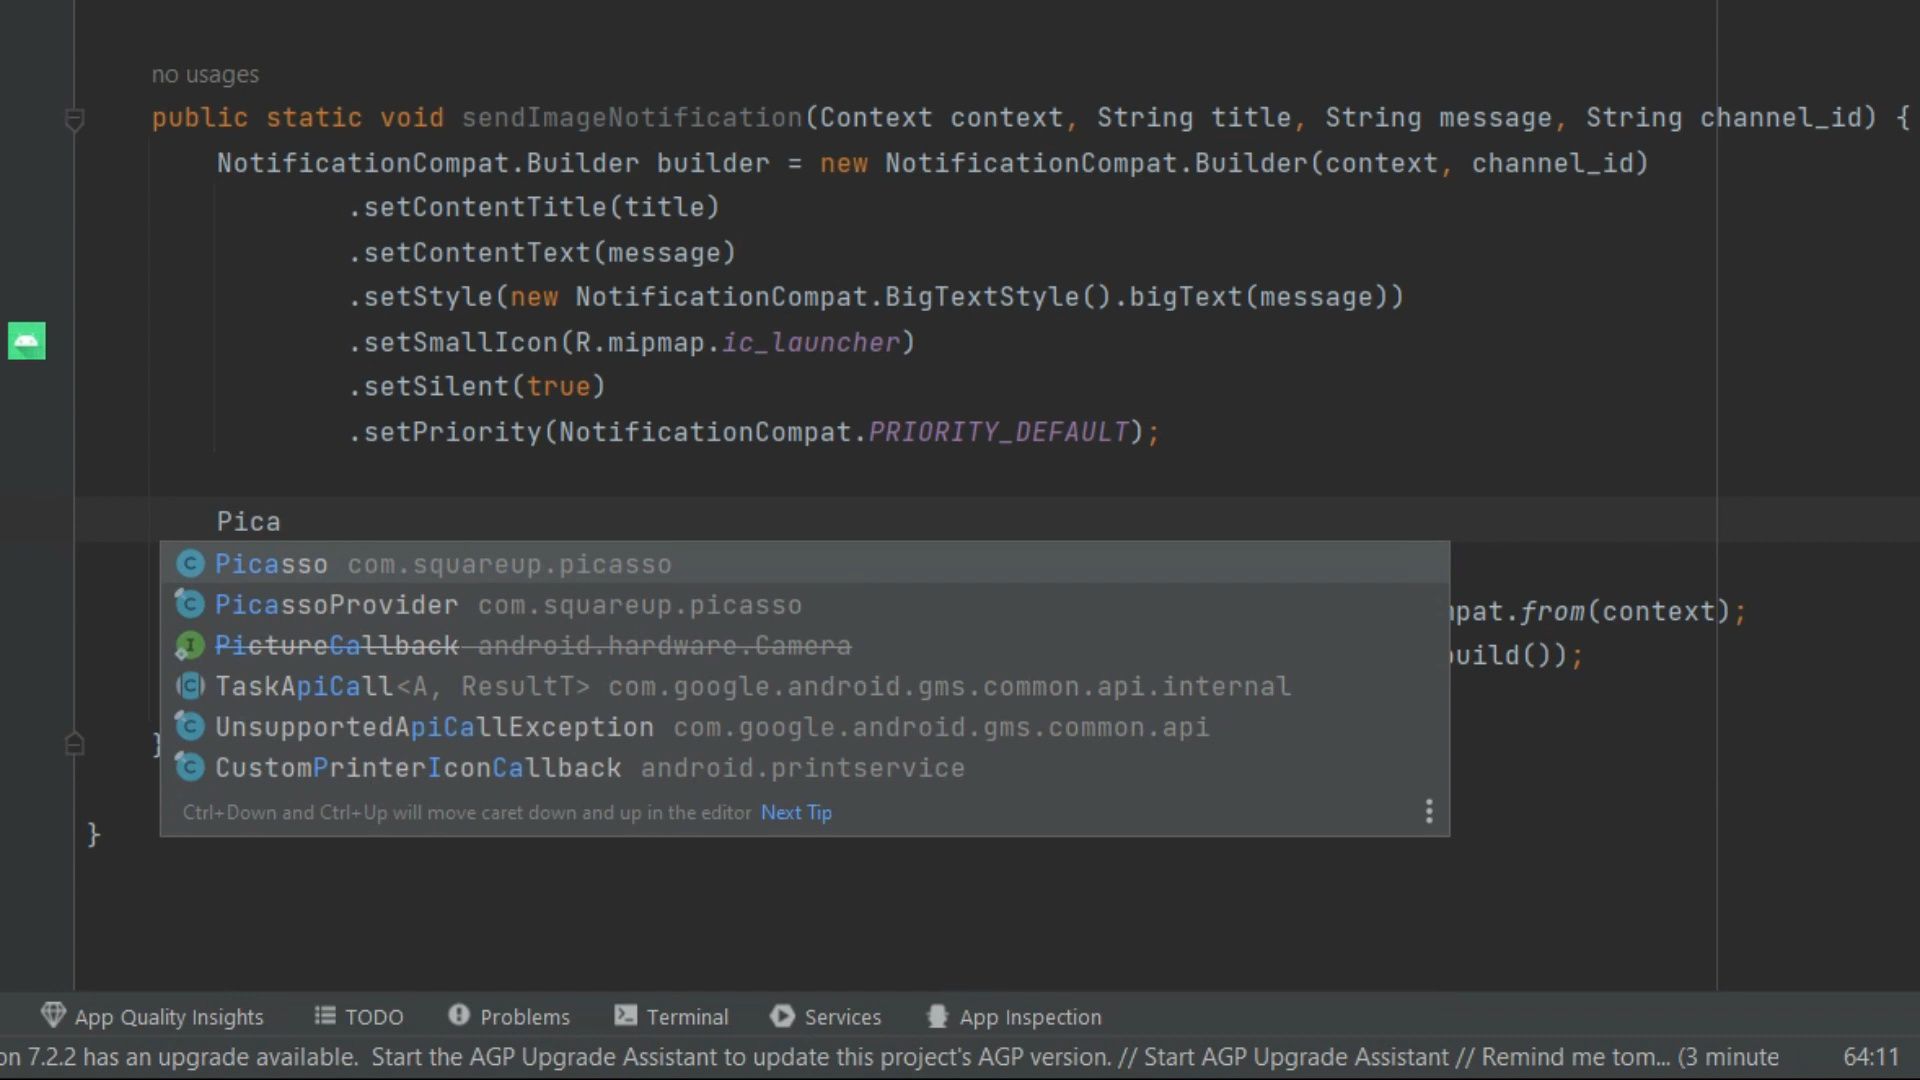 no usages
public static void sendImageNotification(Context context, String title, String message, String channel_id) {
NotificationCompat.Builder builder = new NotificationCompat.Builder(context, channel_id)
.setContentTitle(title)
.setContentText(message)
.setStyle(new NotificationCompat.BigTextStyle().bigText(message))
.setSmallIcon(R.mipmap.ic_launcher)
.setSilent(true)
.setPriority(NotificationCompat.PRIORITY_DEFAULT);
Pica
Picasso com.squareup.picasso
PicassoProvider com.squareup.picasso
mpat.from(context);
PictureCallback android.hardware.Camera
build());
TaskApiCall<A, ResultT> com.google.android.gms.common.api.internal
UnsupportedApiCallException com.google.android.gms.common.api
}
CustomPrinterIconCallback android.printservice
Ctrl+Down and Ctrl+Up will move caret down and up in the editor Next Tip
}
App Quality Insights TODO Problems Terminal Services App Inspection
on 7.2.2 has an upgrade available. Start the AGP Upgrade Assistant to update this project's AGP version. // Start AGP Upgrade Assistant // Remind me tom... (3 minute 64:11